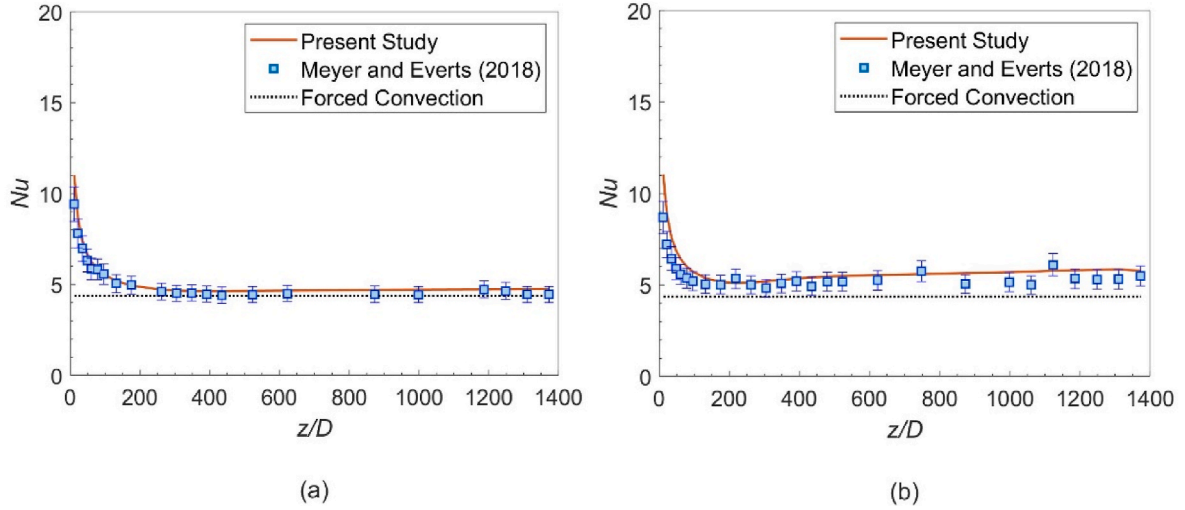 20
15
10
5
0
Nu
Present Study
Meyer and Everts (2018)
Forced Convection
0 200 400 600 800 1000 1200 1400
z/D
(a)
20
15
10
5
0
Nu
Present Study
Meyer and Everts (2018)
Forced Convection
0 200 400 600 800 1000 1200 1400
z/D
(b)